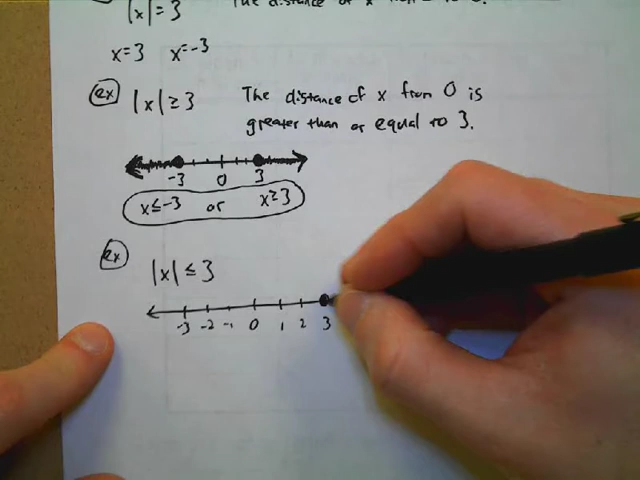 |x|=3
x=3 x=-3
ex |x|≥3 The distance of x from 0 is
greater than or equal to 3.
-3 0 3
x≤-3 or x≥3
ex
|x|≤3
-3 -2 -1 0 1 2 3